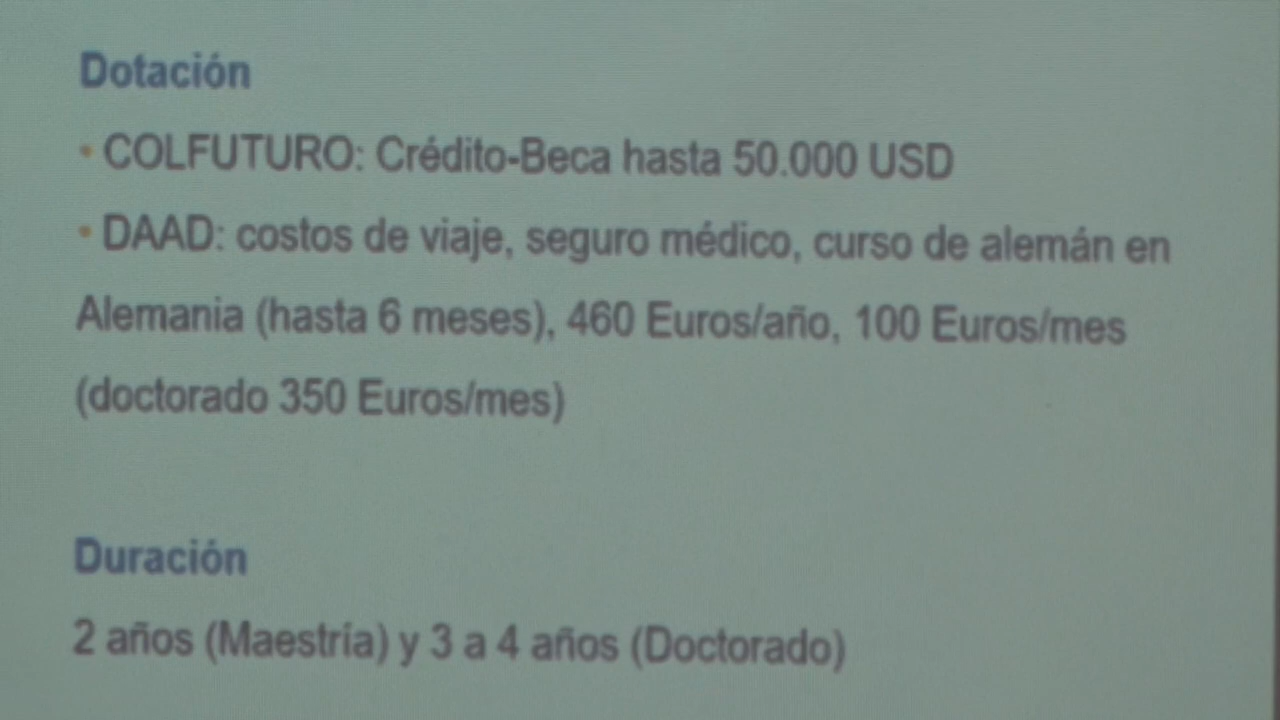 Dotación
• COLFUTURO: Crédito-Beca hasta 50.000 USD
• DAAD: costos de viaje, seguro médico, curso de alemán en
Alemania (hasta 6 meses), 460 Euros/año, 100 Euros/mes
(doctorado 350 Euros/mes)
Duración
2 años (Maestría) y 3 a 4 años (Doctorado)